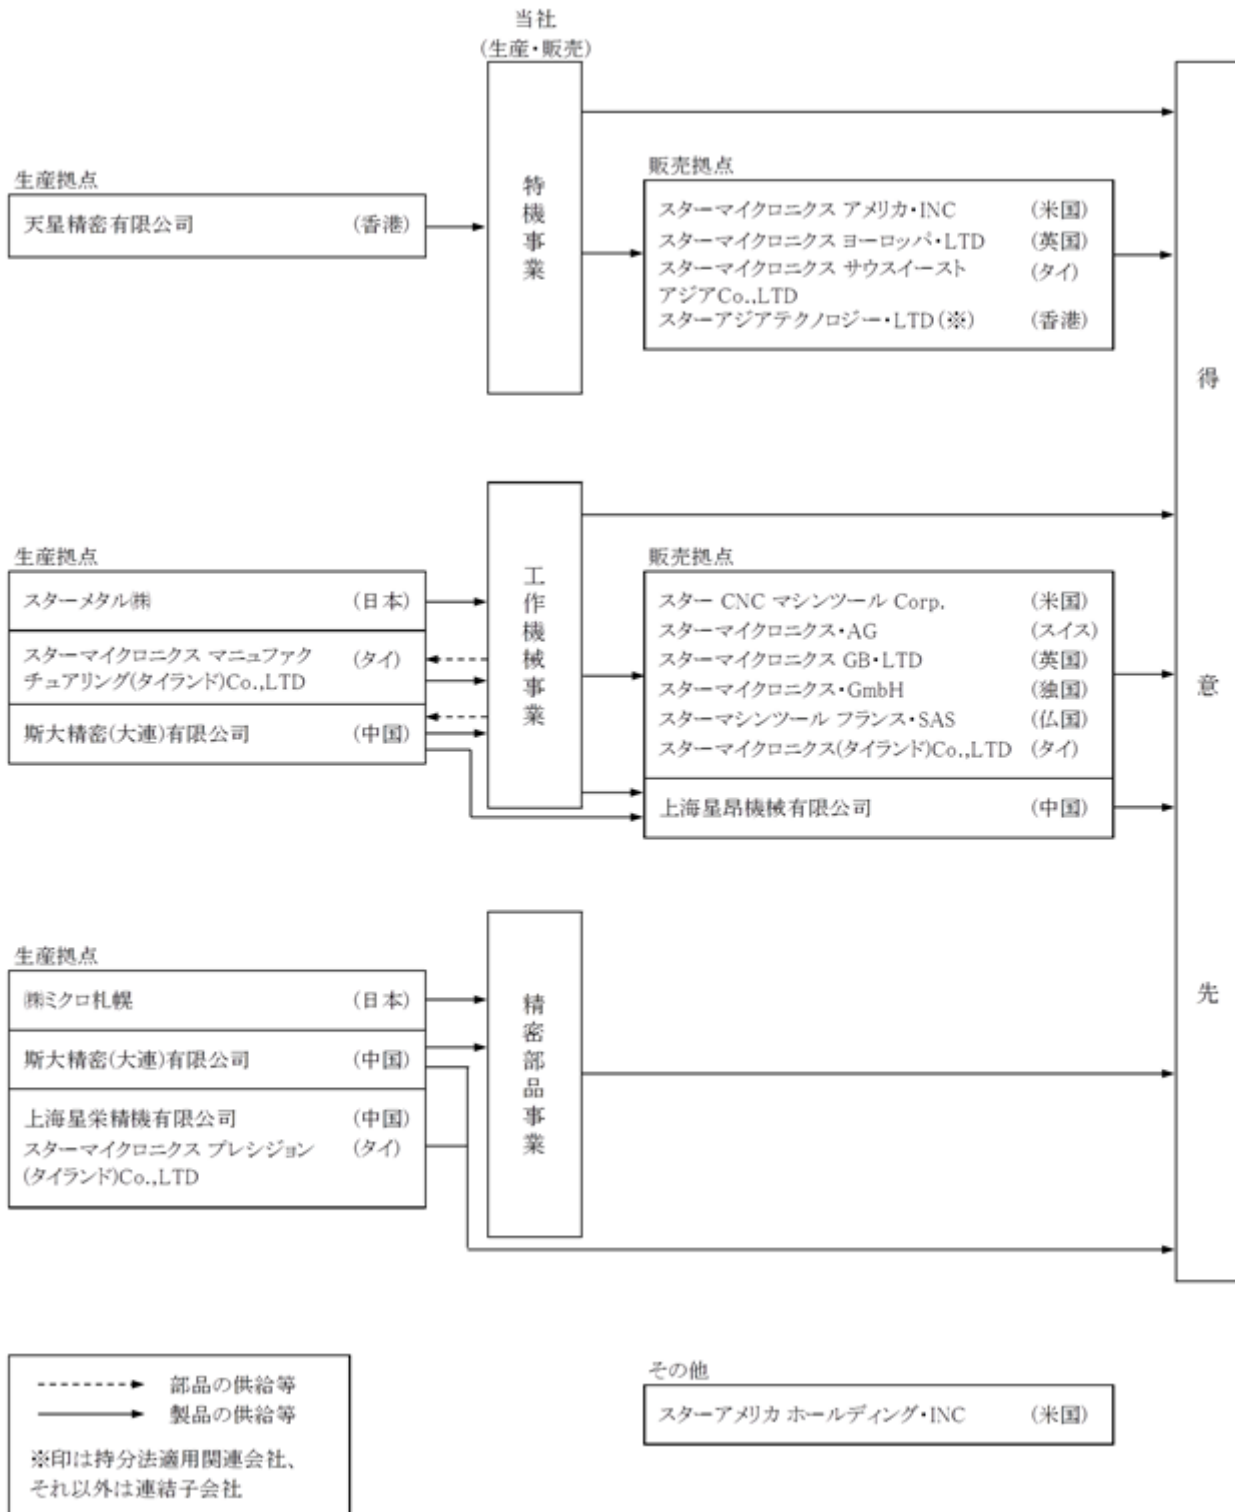 当社
(生産・販売)
特機事業
生産拠点
天星精密有限公司 (香港)
販売拠点
スターマイクロニクス アメリカ・INC (米国)
スターマイクロニクス ヨーロッパ・LTD (英国)
スターマイクロニクス サウスイースト (タイ)
アジアCo.,LTD
スターアジアテクノロジー・LTD(※) (香港)
得意先
工作機械事業
生産拠点
スターメタル㈱ (日本)
スターマイクロニクス マニュファク (タイ)
チュアリング(タイランド)Co.,LTD
斯大精密(大連)有限公司 (中国)
販売拠点
スター CNC マシンツール Corp. (米国)
スターマイクロニクス・AG (スイス)
スターマイクロニクス GB・LTD (英国)
スターマイクロニクス・GmbH (独国)
スターマシンツール フランス・SAS (仏国)
スターマイクロニクス(タイランド)Co.,LTD (タイ)
上海星昂機械有限公司 (中国)
精密部品事業
生産拠点
㈱ミクロ札幌 (日本)
斯大精密(大連)有限公司 (中国)
上海星栄精機有限公司 (中国)
スターマイクロニクス プレシジョン (タイ)
(タイランド)Co.,LTD
部品の供給等
製品の供給等
※印は持分法適用関連会社、
それ以外は連結子会社
その他
スターアメリカ ホールディング・INC (米国)